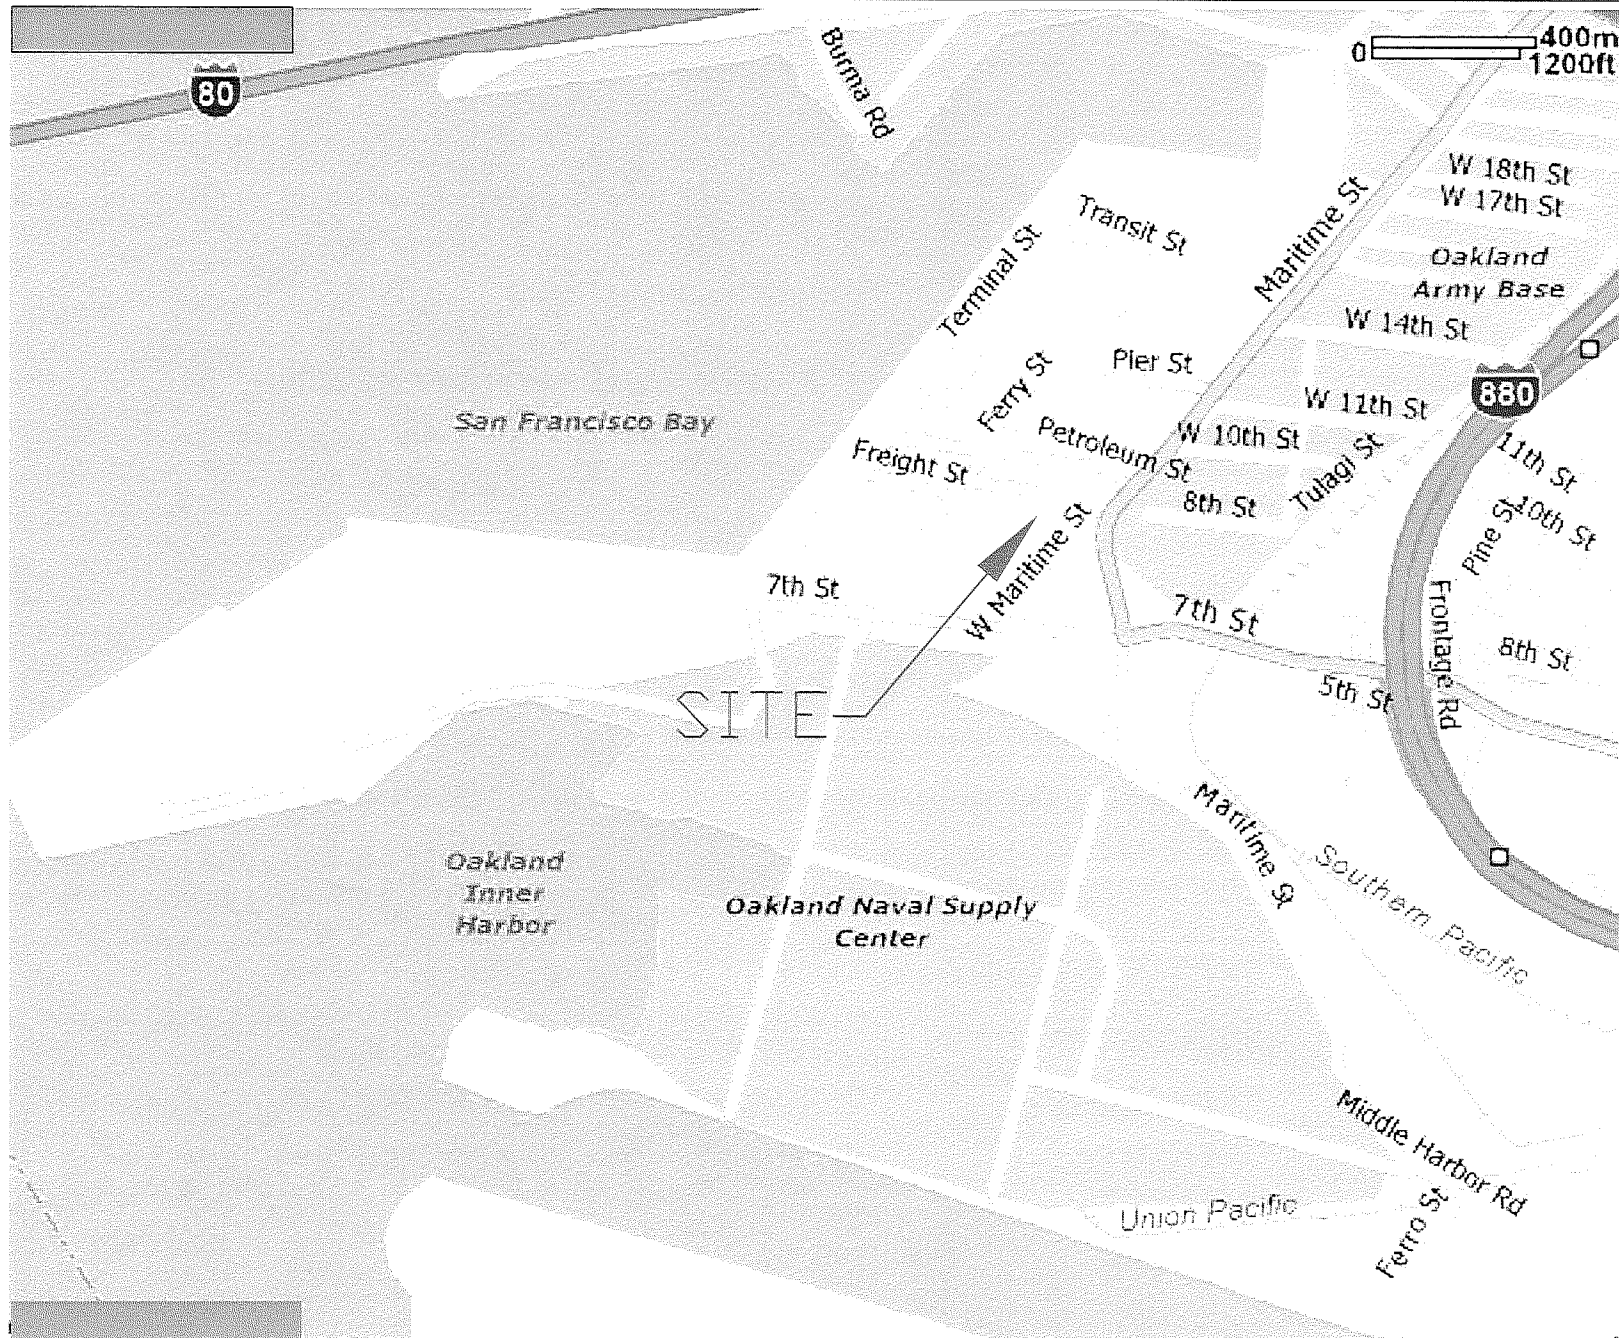 400m
0
1200ft
80
Burma Rd
W 18th St
W 17th St
Maritime St
Transit St
Terminal St
Oakland
Army Base
W 14th St
Pier St
Ferry St
880
W 11th St
San Francisco Bay
Petroleum St
W 10th St
Freight St
Tulagi St
11th St
8th St
10th St
Pine St
W Maritime St
7th St
7th St
Frontage Rd
8th St
5th St
SITE
Maritime St
Oakland
Inner
Harbor
Southern Pacific
Oakland Naval Supply
Center
Middle Harbor Rd
Union Pacific
Ferro St